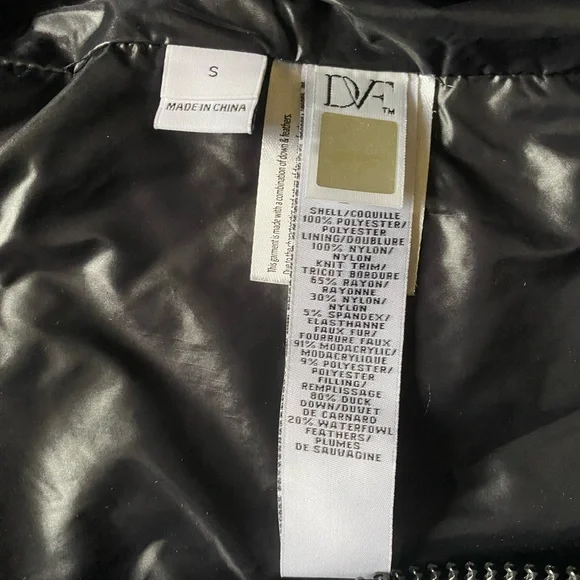 S
MADE IN CHINA
This garment is made with a combination of down & feathers.
DVF™
SHELL/COQUILLE
100% POLYESTER/
POLYESTER
LINING/DOUBLURE
100% NYLON/
NYLON
KNIT TRIM/
TRICOT BORDURE
65% RAYON/
RAYONNE
30% NYLON/
NYLON
5% SPANDEX/
ELASTHANNE
FAUX FUR/
FOURRURE FAUX
91% MODACRYLIC/
MODACRYLIQUE
9% POLYESTER/
POLYESTER
FILLING/
REMPLISSAGE
80% DUCK
DOWN/DUVET
DE CARNARD
20% WATERFOWL
FEATHERS/
PLUMES
DE SAUVAGINE